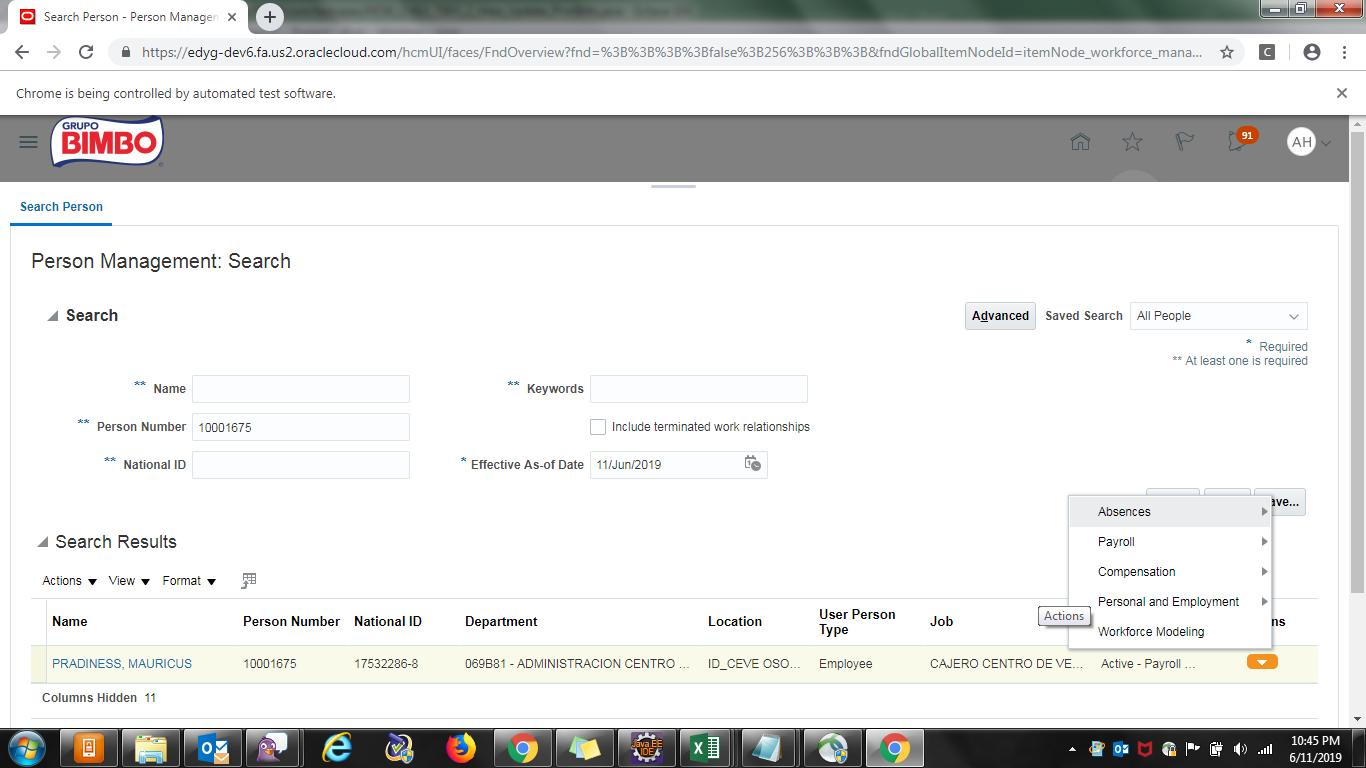 Search Person - Person Managem
https://edyg-dev6.fa.us2.oraclecloud.com/hcmUI/faces/FndOverview?fnd=%3B%3B%3B%3Bfalse%3B256%3B%3B%3B&fndGlobalItemNodeId=itemNode_workforce_mana...
C
Chrome is being controlled by automated test software.
GRUPO
BIMBO
91
AH
Search Person
Person Management: Search
Search
Advanced
Saved Search
All People
* Required
** At least one is required
** Name
** Keywords
** Person Number
10001675
Include terminated work relationships
** National ID
* Effective As-of Date
11/Jun/2019
ave...
Absences
Payroll
Compensation
Personal and Employment
Workforce Modeling
Actions
Search Results
Actions View Format
Name Person Number National ID Department Location User Person Type Job ns
PRADINESS, MAURICUS 10001675 17532286-8 069B81 - ADMINISTRACION CENTRO ... ID_CEVE OSO... Employee CAJERO CENTRO DE VE... Active - Payroll ...
Columns Hidden 11
Java EE
IDE
10:45 PM
6/11/2019